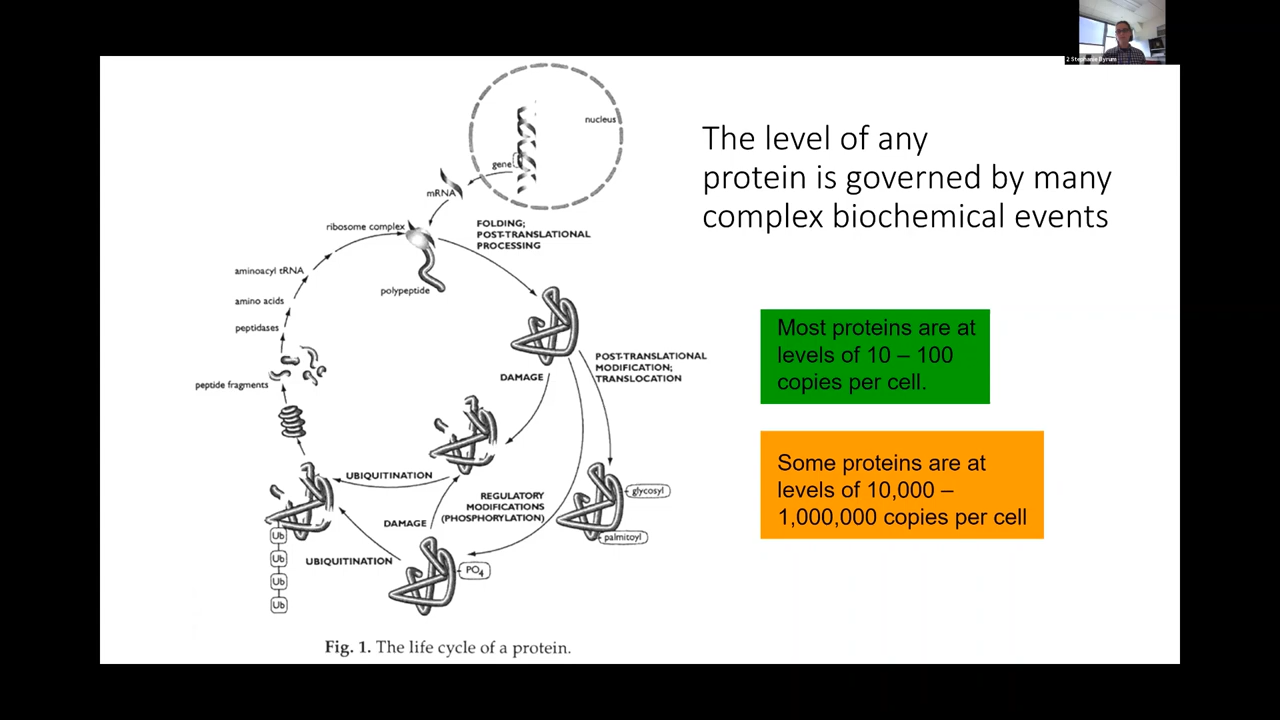 2 Stephanie Byrum
nucleus
gene
mRNA
ribosome complex
FOLDING;
POST-TRANSLATIONAL
PROCESSING
aminoacyl tRNA
polypeptide
amino acids
peptidases
peptide fragments
DAMAGE
POST-TRANSLATIONAL
MODIFICATION;
TRANSLOCATION
UBIQUITINATION
REGULATORY
MODIFICATIONS
(PHOSPHORYLATION)
glycosyl
palmitoyl
DAMAGE
UBIQUITINATION
PO4
Ub
Ub
Ub
Ub
Fig. 1. The life cycle of a protein.
The level of any
protein is governed by many
complex biochemical events
Most proteins are at
levels of 10 – 100
copies per cell.
Some proteins are at
levels of 10,000 –
1,000,000 copies per cell